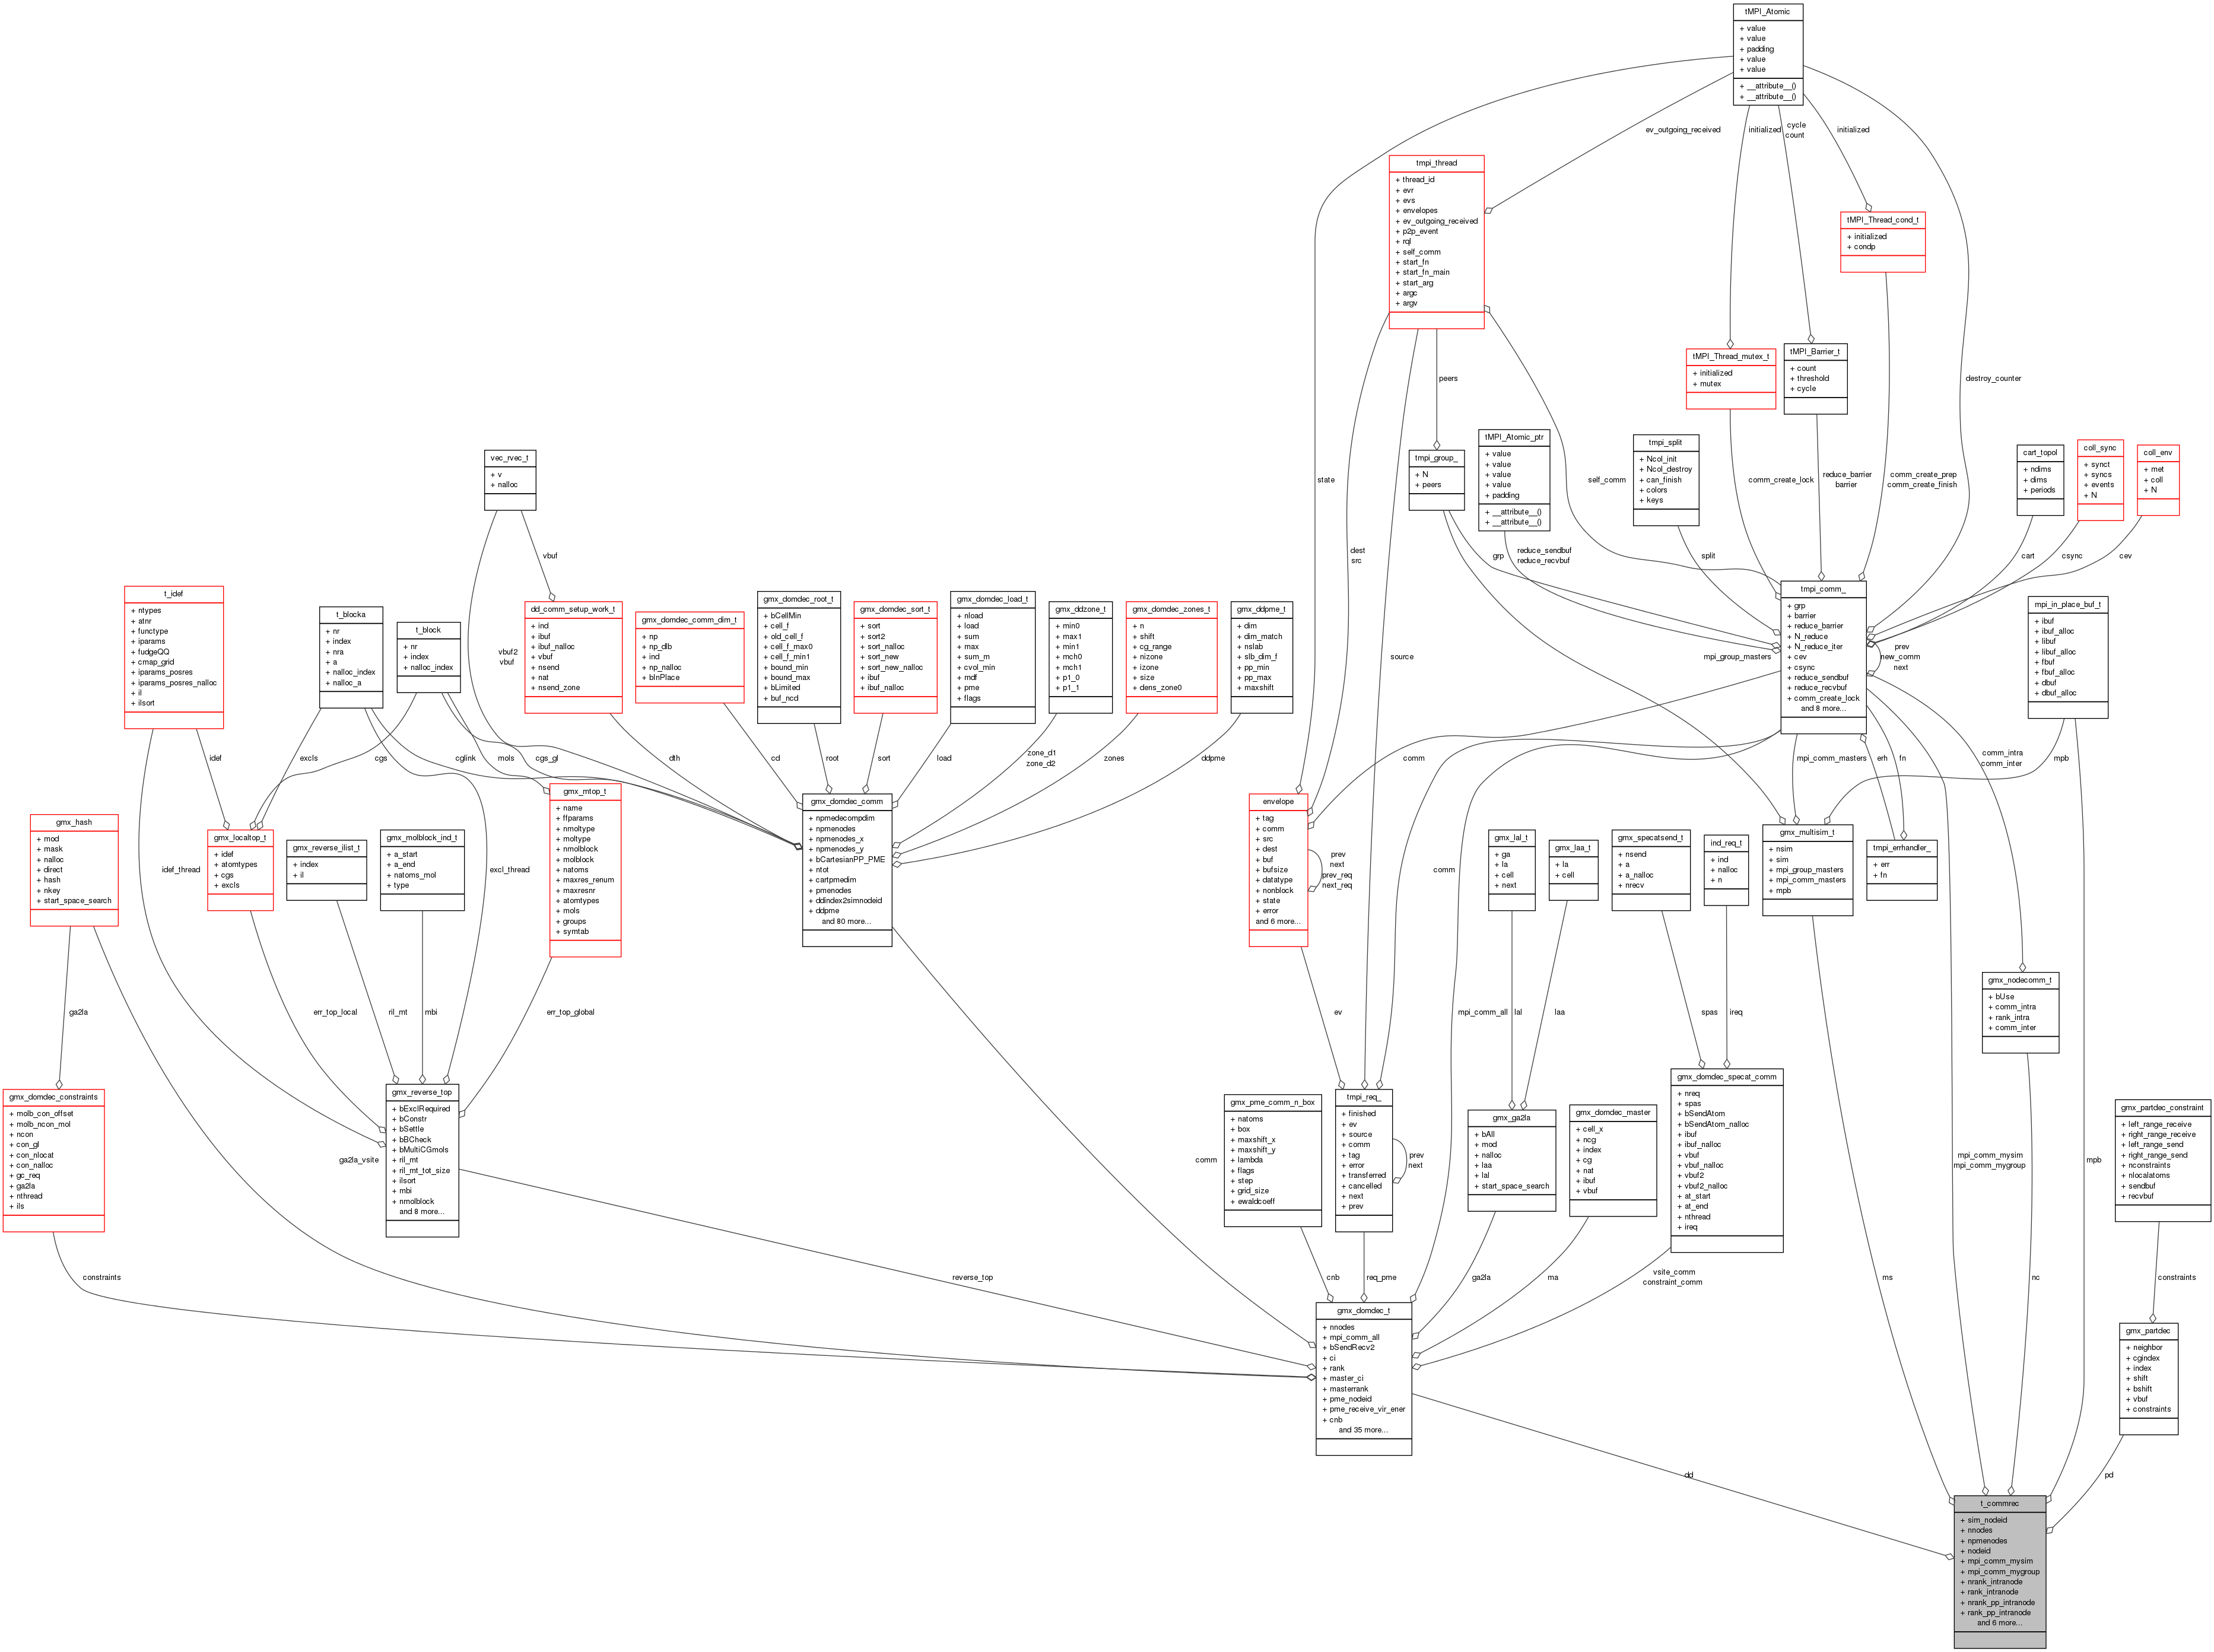 tMPI_Atomic
+ value
+ value
+ padding
+ value
+ value
+ __attribute__()
+ __attribute__()
ev_outgoing_received
initialized
cycle
count
initialized
tmpi_thread
+ thread_id
+ evr
+ evs
+ envelopes
+ ev_outgoing_received
+ p2p_event
+ rql
+ self_comm
+ start_fn
+ start_fn_main
+ start_arg
+ argc
+ argv
tMPI_Thread_cond_t
+ initialized
+ condp
tMPI_Thread_mutex_t
+ initialized
+ mutex
tMPI_Barrier_t
+ count
+ threshold
+ cycle
peers
destroy_counter
state
vec_rvec_t
+ v
+ nalloc
tmpi_group_
+ N
+ peers
tMPI_Atomic_ptr
+ value
+ value
+ value
+ value
+ padding
+ __attribute__()
+ __attribute__()
tmpi_split
+ Ncol_init
+ Ncol_destroy
+ can_finish
+ colors
+ keys
cart_topol
+ ndims
+ dims
+ periods
coll_sync
+ synct
+ syncs
+ events
+ N
coll_env
+ met
+ coll
+ N
self_comm
comm_create_lock
reduce_barrier
barrier
comm_create_prep
comm_create_finish
vbuf
dest
src
grp
reduce_sendbuf
reduce_recvbuf
split
cart
csync
cev
t_idef
+ ntypes
+ atnr
+ functype
+ iparams
+ fudgeQQ
+ cmap_grid
+ iparams_posres
+ iparams_posres_nalloc
+ il
+ ilsort
t_blocka
+ nr
+ index
+ nra
+ a
+ nalloc_index
+ nalloc_a
t_block
+ nr
+ index
+ nalloc_index
vbuf2
vbuf
dd_comm_setup_work_t
+ ind
+ ibuf
+ ibuf_nalloc
+ vbuf
+ nsend
+ nat
+ nsend_zone
gmx_domdec_comm_dim_t
+ np
+ np_dlb
+ ind
+ np_nalloc
+ bInPlace
gmx_domdec_root_t
+ bCellMin
+ cell_f
+ old_cell_f
+ cell_f_max0
+ cell_f_min1
+ bound_min
+ bound_max
+ bLimited
+ buf_ncd
gmx_domdec_sort_t
+ sort
+ sort2
+ sort_nalloc
+ sort_new
+ sort_new_nalloc
+ ibuf
+ ibuf_nalloc
gmx_domdec_load_t
+ nload
+ load
+ sum
+ max
+ sum_m
+ cvol_min
+ mdf
+ pme
+ flags
gmx_ddzone_t
+ min0
+ max1
+ min1
+ mch0
+ mch1
+ p1_0
+ p1_1
gmx_domdec_zones_t
+ n
+ shift
+ cg_range
+ nizone
+ izone
+ size
+ dens_zone0
gmx_ddpme_t
+ dim
+ dim_match
+ nslab
+ slb_dim_f
+ pp_min
+ pp_max
+ maxshift
source
mpi_group_masters
tmpi_comm_
+ grp
+ barrier
+ reduce_barrier
+ N_reduce
+ N_reduce_iter
+ cev
+ csync
+ reduce_sendbuf
+ reduce_recvbuf
+ comm_create_lock
and 8 more...
prev
new_comm
next
mpi_in_place_buf_t
+ ibuf
+ ibuf_alloc
+ libuf
+ libuf_alloc
+ fbuf
+ fbuf_alloc
+ dbuf
+ dbuf_alloc
idef
excls
cgs
cglink
mols
cgs_gl
dth
cd
root
sort
load
zone_d1
zone_d2
zones
ddpme
comm
mpi_comm_masters
erh
fn
comm_intra
comm_inter
mpb
gmx_hash
+ mod
+ mask
+ nalloc
+ direct
+ hash
+ nkey
+ start_space_search
gmx_localtop_t
+ idef
+ atomtypes
+ cgs
+ excls
gmx_reverse_ilist_t
+ index
+ il
gmx_molblock_ind_t
+ a_start
+ a_end
+ natoms_mol
+ type
gmx_mtop_t
+ name
+ ffparams
+ nmoltype
+ moltype
+ nmolblock
+ molblock
+ natoms
+ maxres_renum
+ maxresnr
+ atomtypes
+ mols
+ groups
+ symtab
gmx_domdec_comm
+ npmedecompdim
+ npmenodes
+ npmenodes_x
+ npmenodes_y
+ bCartesianPP_PME
+ ntot
+ cartpmedim
+ pmenodes
+ ddindex2simnodeid
+ ddpme
and 80 more...
envelope
+ tag
+ comm
+ src
+ dest
+ buf
+ bufsize
+ datatype
+ nonblock
+ state
+ error
and 6 more...
prev
next
prev_req
next_req
gmx_lal_t
+ ga
+ la
+ cell
+ next
gmx_laa_t
+ la
+ cell
gmx_specatsend_t
+ nsend
+ a
+ a_nalloc
+ nrecv
ind_req_t
+ ind
+ nalloc
+ n
gmx_multisim_t
+ nsim
+ sim
+ mpi_group_masters
+ mpi_comm_masters
+ mpb
tmpi_errhandler_
+ err
+ fn
idef_thread
excl_thread
comm
ga2la
err_top_local
ril_mt
mbi
err_top_global
ev
mpi_comm_all
lal
laa
spas
ireq
gmx_nodecomm_t
+ bUse
+ comm_intra
+ rank_intra
+ comm_inter
gmx_domdec_constraints
+ molb_con_offset
+ molb_ncon_mol
+ ncon
+ con_gl
+ con_nlocat
+ con_nalloc
+ gc_req
+ ga2la
+ nthread
+ ils
ga2la_vsite
gmx_reverse_top
+ bExclRequired
+ bConstr
+ bSettle
+ bBCheck
+ bMultiCGmols
+ ril_mt
+ ril_mt_tot_size
+ ilsort
+ mbi
+ nmolblock
and 8 more...
comm
gmx_pme_comm_n_box
+ natoms
+ box
+ maxshift_x
+ maxshift_y
+ lambda
+ flags
+ step
+ grid_size
+ ewaldcoeff
tmpi_req_
+ finished
+ ev
+ source
+ comm
+ tag
+ error
+ transferred
+ cancelled
+ next
+ prev
prev
next
gmx_ga2la
+ bAll
+ mod
+ nalloc
+ laa
+ lal
+ start_space_search
gmx_domdec_master
+ cell_x
+ ncg
+ index
+ cg
+ nat
+ ibuf
+ vbuf
gmx_domdec_specat_comm
+ nreq
+ spas
+ bSendAtom
+ bSendAtom_nalloc
+ ibuf
+ ibuf_nalloc
+ vbuf
+ vbuf_nalloc
+ vbuf2
+ vbuf2_nalloc
+ at_start
+ at_end
+ nthread
+ ireq
mpi_comm_mysim
mpi_comm_mygroup
mpb
gmx_partdec_constraint
+ left_range_receive
+ right_range_receive
+ left_range_send
+ right_range_send
+ nconstraints
+ nlocalatoms
+ sendbuf
+ recvbuf
constraints
reverse_top
cnb
req_pme
ga2la
ma
vsite_comm
constraint_comm
ms
nc
constraints
gmx_domdec_t
+ nnodes
+ mpi_comm_all
+ bSendRecv2
+ ci
+ rank
+ master_ci
+ masterrank
+ pme_nodeid
+ pme_receive_vir_ener
+ cnb
and 35 more...
gmx_partdec
+ neighbor
+ cgindex
+ index
+ shift
+ bshift
+ vbuf
+ constraints
dd
pd
t_commrec
+ sim_nodeid
+ nnodes
+ npmenodes
+ nodeid
+ mpi_comm_mysim
+ mpi_comm_mygroup
+ nrank_intranode
+ rank_intranode
+ nrank_pp_intranode
+ rank_pp_intranode
and 6 more...